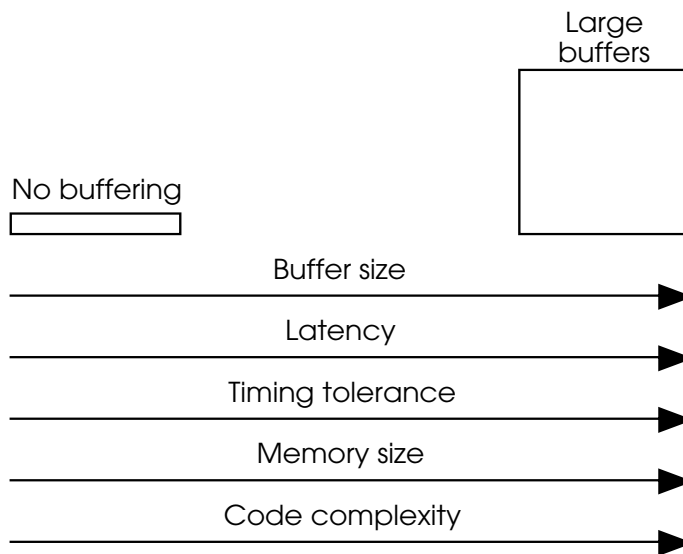 Large
buffers
No buffering
Buffer size
Latency
Timing tolerance
Memory size
Code complexity